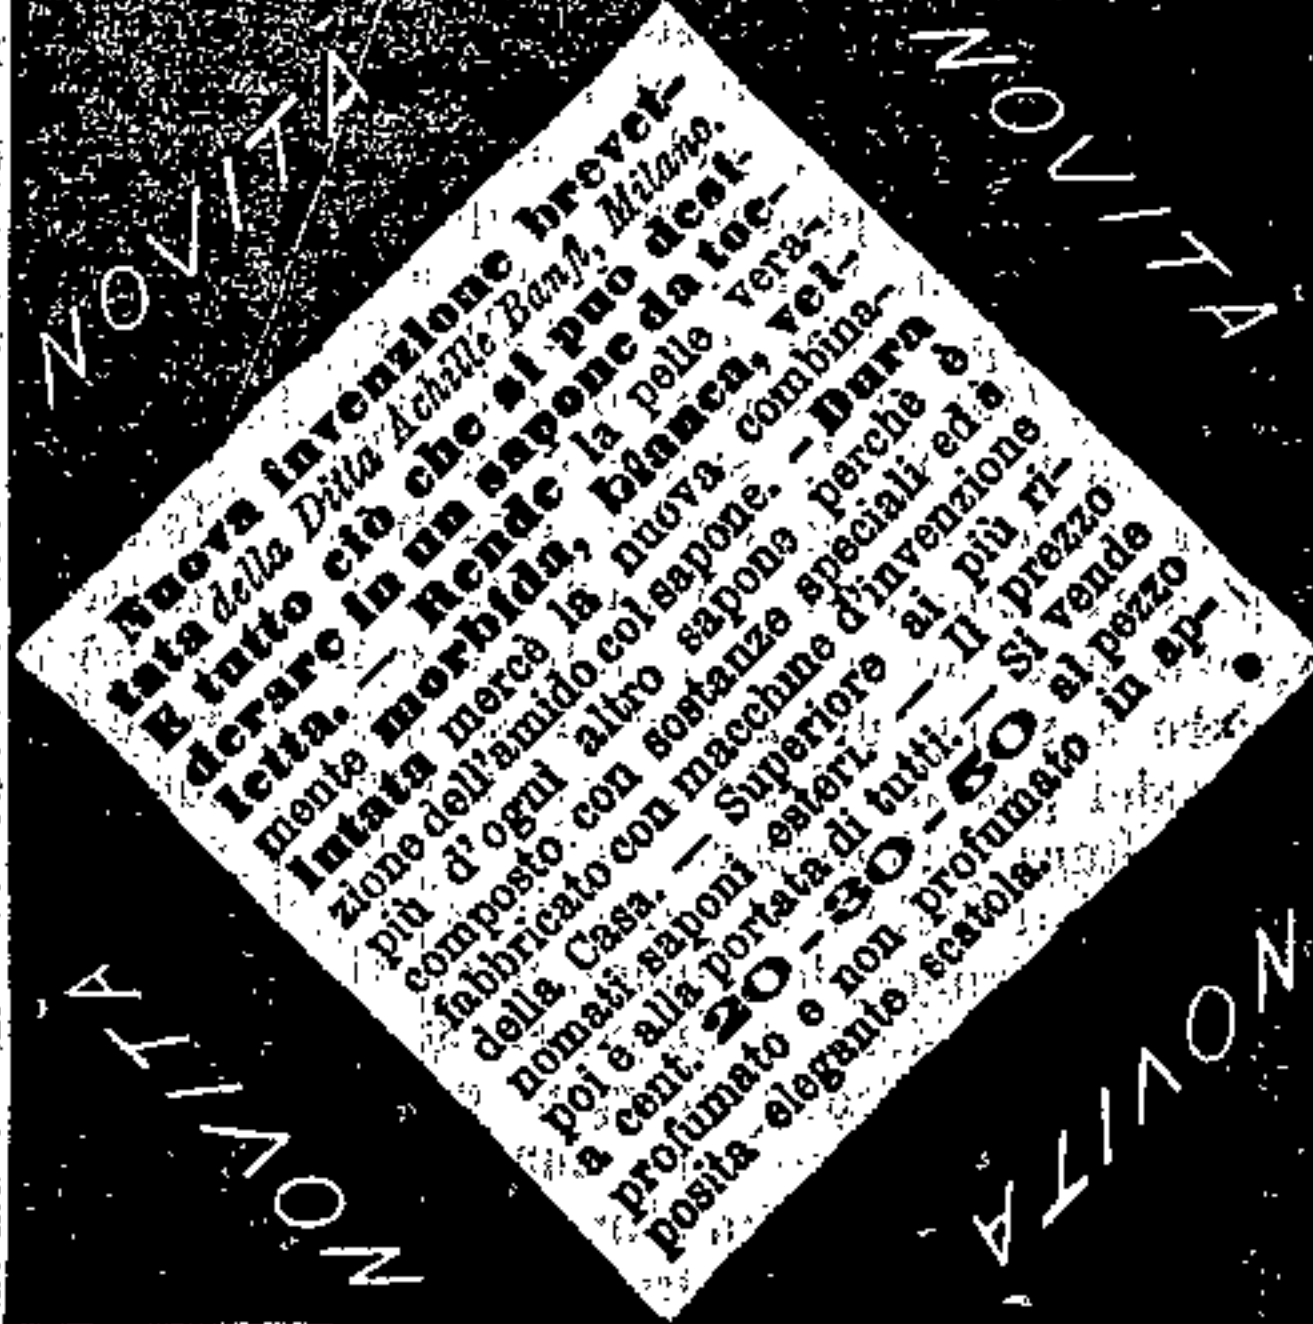 NOVITÀ
NOVITA
Nuova invenzione brevet-
tata della Ditta Achille Banfi, Milano.
E tutto ciò che si può desi-
derare in un sapone da toe-
letta. — Rende la pelle vera-
mente morbida, bianca, vel-
lutata mercè la nuova combina-
zione dell'amido col sapone. — Dura
più d'ogni altro sapone perchè è
composto con sostanze speciali ed è
fabbricato con macchine d'invenzione
della Casa. — Superiore ai più ri-
nomati saponi esteri. — Il prezzo
poi è alla portata di tutti. — Si vende
a cent. 20 - 30 - 50 al pezzo
profumato e non profumato in ap-
posita elegante scatola.
NOVITA
NOVITA